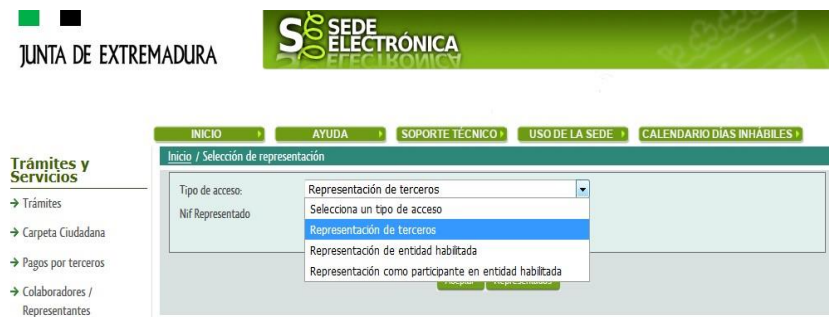 JUNTA DE EXTREMADURA
SEDE
ELECTRÓNICA
INICIO
AYUDA
SOPORTE TÉCNICO
USO DE LA SEDE
CALENDARIO DÍAS INHÁBILES
Trámites y
Servicios
Trámites
Carpeta Ciudadana
Pagos por terceros
Colaboradores /
Representantes
Inicio / Selección de representación
Tipo de acceso:
Representación de terceros
Nif Representado
Selecciona un tipo de acceso
Representación de terceros
Representación de entidad habilitada
Representación como participante en entidad habilitada